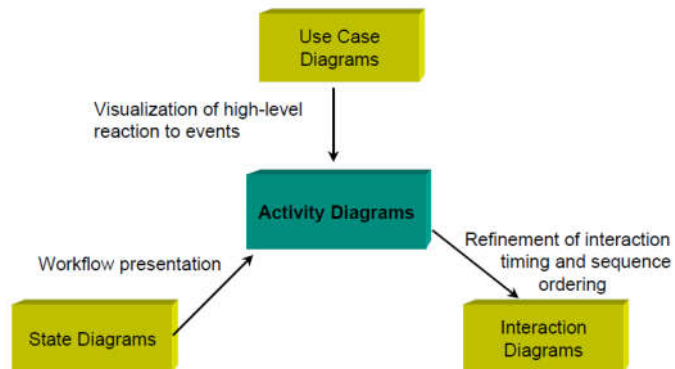 Use Case
Diagrams
Visualization of high-level
reaction to events
Activity Diagrams
Refinement of interaction
timing and sequence
ordering
Workflow presentation
State Diagrams
Interaction
Diagrams